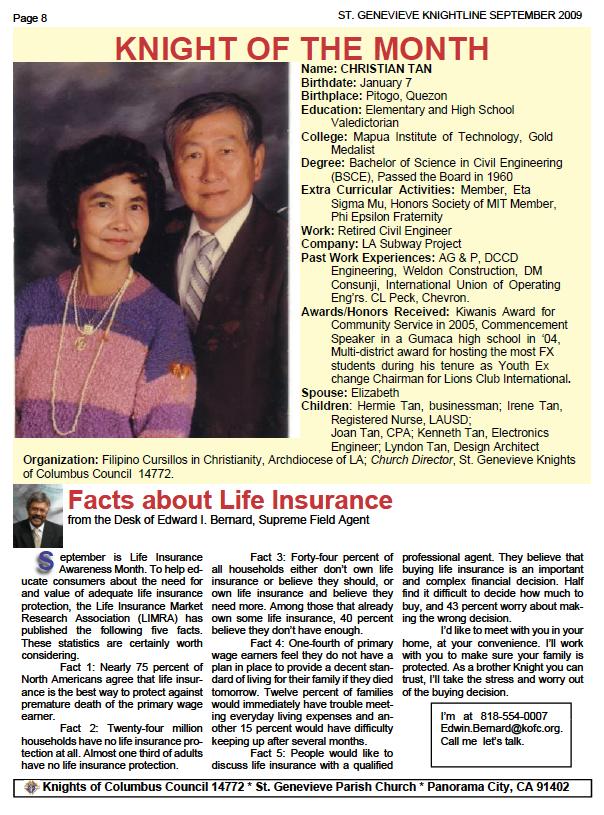 Page 8
ST. GENEVIEVE KNIGHTLINE SEPTEMBER 2009
KNIGHT OF THE MONTH
Name: CHRISTIAN TAN
Birthdate: January 7
Birthplace: Pitogo, Quezon
Education: Elementary and High School
Valedictorian
College: Mapua Institute of Technology, Gold
Medalist
Degree: Bachelor of Science in Civil Engineering
(BSCE), Passed the Board in 1960
Extra Curricular Activities: Member, Eta
Sigma Mu, Honors Society of MIT Member,
Phi Epsilon Fraternity
Work: Retired Civil Engineer
Company: LA Subway Project
Past Work Experiences: AG & P, DCCD
Engineering, Weldon Construction, DM
Consunji, International Union of Operating
Eng'rs. CL Peck, Chevron.
Awards/Honors Received: Kiwanis Award for
Community Service in 2005, Commencement
Speaker in a Gumaca high school in '04,
Multi-district award for hosting the most FX
students during his tenure as Youth Ex
change Chairman for Lions Club International.
Spouse: Elizabeth
Children: Hermie Tan, businessman; Irene Tan,
Registered Nurse, LAUSD;
Joan Tan, CPA; Kenneth Tan, Electronics
Engineer; Lyndon Tan, Design Architect
Organization: Filipino Cursillos in Christianity, Archdiocese of LA; Church Director, St. Genevieve Knights
of Columbus Council 14772.
Facts about Life Insurance
from the Desk of Edward I. Bernard, Supreme Field Agent
September is Life Insurance
Awareness Month. To help ed-
ucate consumers about the need for
and value of adequate life insurance
protection, the Life Insurance Market
Research Association (LIMRA) has
published the following five facts.
These statistics are certainly worth
considering.
Fact 1: Nearly 75 percent of
North Americans agree that life insur-
ance is the best way to protect against
premature death of the primary wage
earner.
Fact 2: Twenty-four million
households have no life insurance pro-
tection at all. Almost one third of adults
have no life insurance protection.
Fact 3: Forty-four percent of
all households either don't own life
insurance or believe they should, or
own life insurance and believe they
need more. Among those that already
own some life insurance, 40 percent
believe they don't have enough.
Fact 4: One-fourth of primary
wage earners feel they do not have a
plan in place to provide a decent stan-
dard of living for their family if they died
tomorrow. Twelve percent of families
would immediately have trouble meet-
ing everyday living expenses and an-
other 15 percent would have difficulty
keeping up after several months.
Fact 5: People would like to
discuss life insurance with a qualified
professional agent. They believe that
buying life insurance is an important
and complex financial decision. Half
find it difficult to decide how much to
buy, and 43 percent worry about mak-
ing the wrong decision.
I'd like to meet with you in your
home, at your convenience. I'll work
with you to make sure your family is
protected. As a brother Knight you can
trust, I'll take the stress and worry out
of the buying decision.
I'm at 818-554-0007
Edwin.Bernard@kofc.org.
Call me let's talk.
Knights of Columbus Council 14772 * St. Genevieve Parish Church * Panorama City, CA 91402